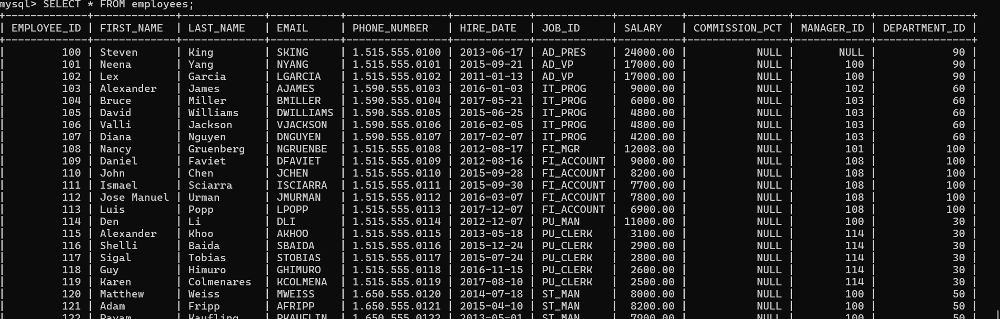 mysql> SELECT * FROM employees;
+-------------+-------------+-------------+-----------+----------------+------------+------------+----------+----------------+------------+---------------+
| EMPLOYEE_ID | FIRST_NAME  | LAST_NAME   | EMAIL     | PHONE_NUMBER   | HIRE_DATE  | JOB_ID     | SALARY   | COMMISSION_PCT | MANAGER_ID | DEPARTMENT_ID |
+-------------+-------------+-------------+-----------+----------------+------------+------------+----------+----------------+------------+---------------+
| 100 | Steven | King | SKING | 1.515.555.0100 | 2013-06-17 | AD_PRES | 24000.00 | NULL | NULL | 90 |
| 101 | Neena | Yang | NYANG | 1.515.555.0101 | 2015-09-21 | AD_VP | 17000.00 | NULL | 100 | 90 |
| 102 | Lex | Garcia | LGARCIA | 1.515.555.0102 | 2011-01-13 | AD_VP | 17000.00 | NULL | 100 | 90 |
| 103 | Alexander | James | AJAMES | 1.590.555.0103 | 2016-01-03 | IT_PROG | 9000.00 | NULL | 102 | 60 |
| 104 | Bruce | Miller | BMILLER | 1.590.555.0104 | 2017-05-21 | IT_PROG | 6000.00 | NULL | 103 | 60 |
| 105 | David | Williams | DWILLIAMS | 1.590.555.0105 | 2015-06-25 | IT_PROG | 4800.00 | NULL | 103 | 60 |
| 106 | Valli | Jackson | VJACKSON | 1.590.555.0106 | 2016-02-05 | IT_PROG | 4800.00 | NULL | 103 | 60 |
| 107 | Diana | Nguyen | DNGUYEN | 1.590.555.0107 | 2017-02-07 | IT_PROG | 4200.00 | NULL | 103 | 60 |
| 108 | Nancy | Gruenberg | NGRUENBE | 1.515.555.0108 | 2012-08-17 | FI_MGR | 12008.00 | NULL | 101 | 100 |
| 109 | Daniel | Faviet | DFAVIET | 1.515.555.0109 | 2012-08-16 | FI_ACCOUNT | 9000.00 | NULL | 108 | 100 |
| 110 | John | Chen | JCHEN | 1.515.555.0110 | 2015-09-28 | FI_ACCOUNT | 8200.00 | NULL | 108 | 100 |
| 111 | Ismael | Sciarra | ISCIARRA | 1.515.555.0111 | 2015-09-30 | FI_ACCOUNT | 7700.00 | NULL | 108 | 100 |
| 112 | Jose Manuel | Urman | JMURMAN | 1.515.555.0112 | 2016-03-07 | FI_ACCOUNT | 7800.00 | NULL | 108 | 100 |
| 113 | Luis | Popp | LPOPP | 1.515.555.0113 | 2017-12-07 | FI_ACCOUNT | 6900.00 | NULL | 108 | 100 |
| 114 | Den | Li | DLI | 1.515.555.0114 | 2012-12-07 | PU_MAN | 11000.00 | NULL | 100 | 30 |
| 115 | Alexander | Khoo | AKHOO | 1.515.555.0115 | 2013-05-18 | PU_CLERK | 3100.00 | NULL | 114 | 30 |
| 116 | Shelli | Baida | SBAIDA | 1.515.555.0116 | 2015-12-24 | PU_CLERK | 2900.00 | NULL | 114 | 30 |
| 117 | Sigal | Tobias | STOBIAS | 1.515.555.0117 | 2015-07-24 | PU_CLERK | 2800.00 | NULL | 114 | 30 |
| 118 | Guy | Himuro | GHIMURO | 1.515.555.0118 | 2016-11-15 | PU_CLERK | 2600.00 | NULL | 114 | 30 |
| 119 | Karen | Colmenares | KCOLMENA | 1.515.555.0119 | 2017-08-10 | PU_CLERK | 2500.00 | NULL | 114 | 30 |
| 120 | Matthew | Weiss | MWEISS | 1.650.555.0120 | 2014-07-18 | ST_MAN | 8000.00 | NULL | 100 | 50 |
| 121 | Adam | Fripp | AFRIPP | 1.650.555.0121 | 2015-04-10 | ST_MAN | 8200.00 | NULL | 100 | 50 |
| 122 | Payam | Kaufling | PKAUFLIN | 1.650.555.0122 | 2013-05-01 | ST_MAN | 7900.00 | NULL | 100 | 50 |